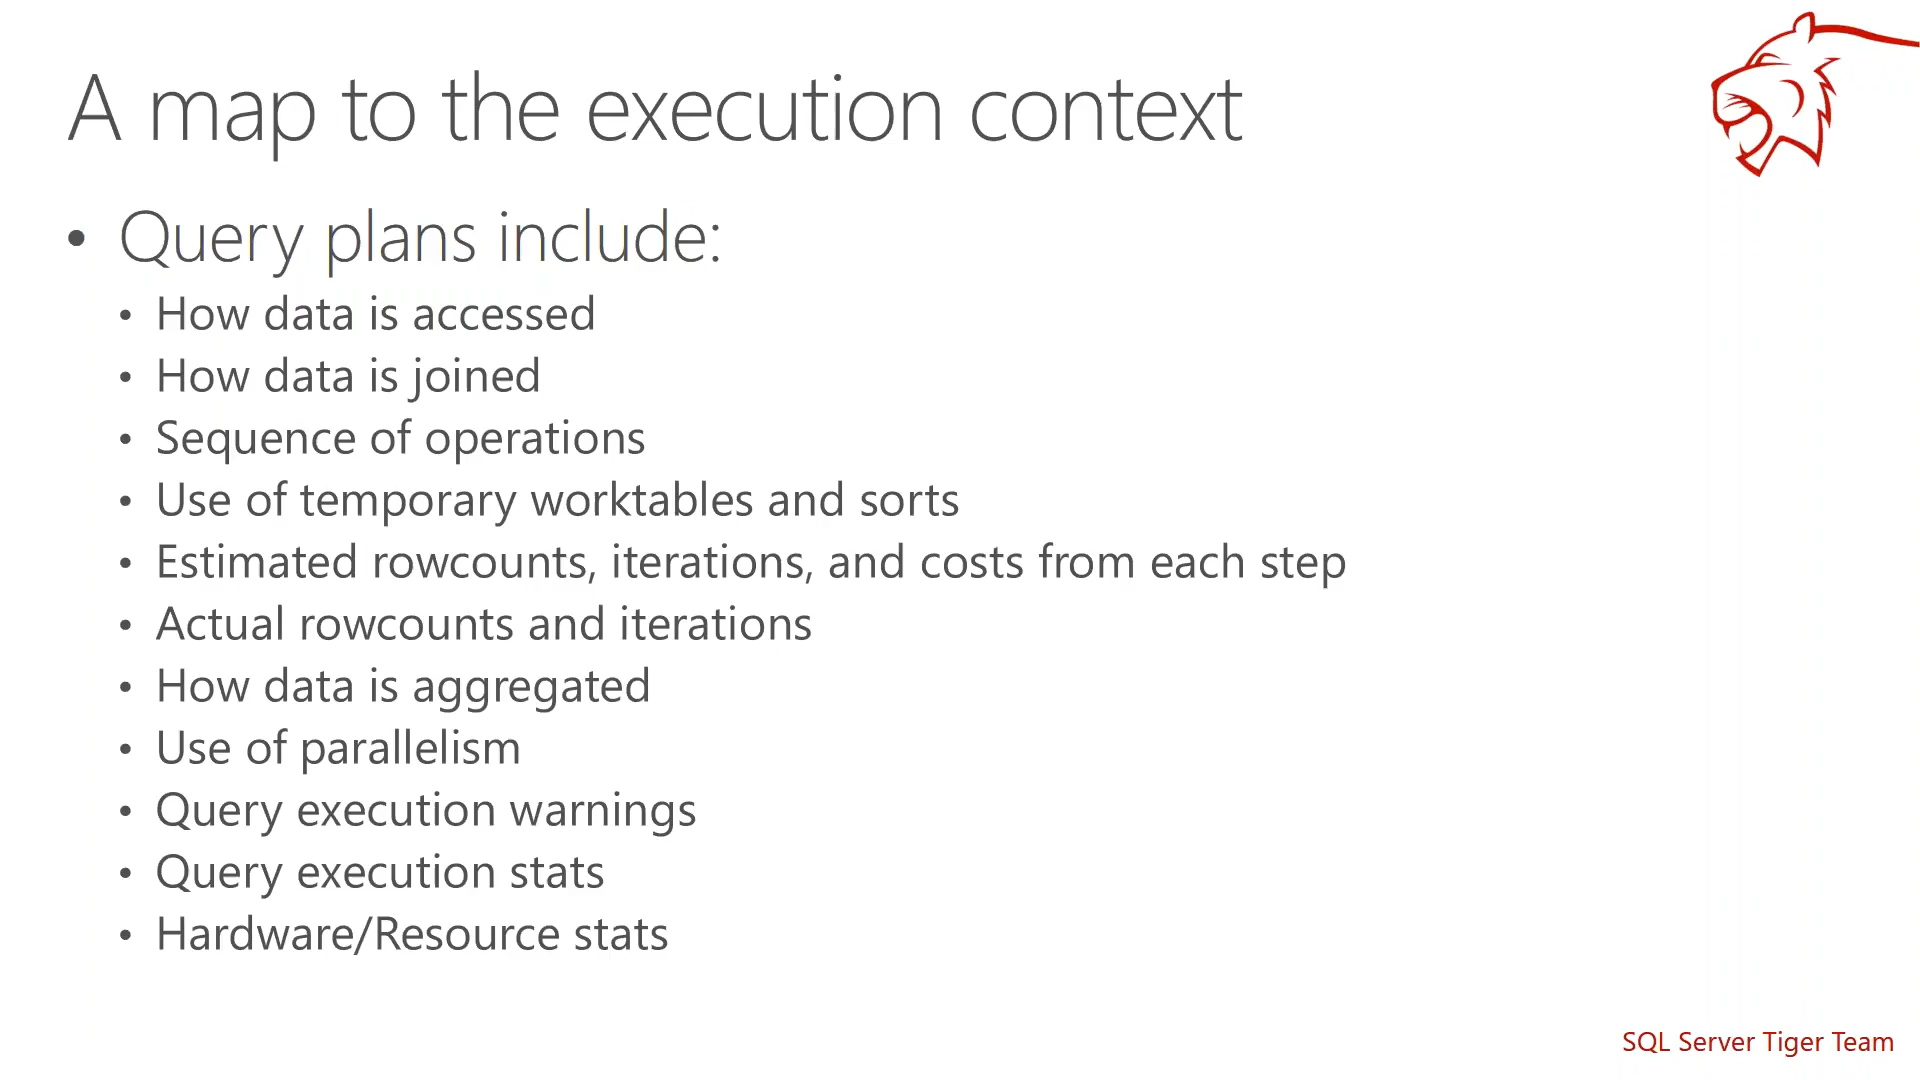 A map to the execution context
• Query plans include:
• How data is accessed
• How data is joined
• Sequence of operations
• Use of temporary worktables and sorts
• Estimated rowcounts, iterations, and costs from each step
• Actual rowcounts and iterations
• How data is aggregated
• Use of parallelism
• Query execution warnings
• Query execution stats
• Hardware/Resource stats
SQL Server Tiger Team